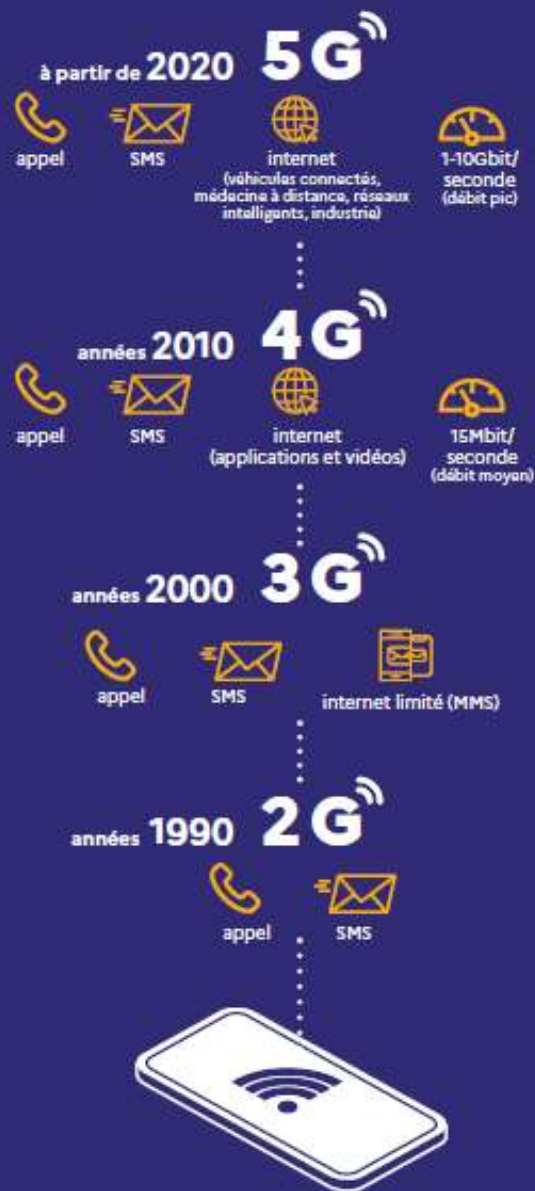 à partir de 2020 5G
appel
SMS
internet
(véhicules connectés,
médecine à distance, réseaux
intelligents, industrie)
1-10Gbit/
seconde
(débit pic)
années 2010 4G
appel
SMS
internet
(applications et vidéos)
15Mbit/
seconde
(débit moyen)
années 2000 3G
appel
SMS
internet limité (MMS)
années 1990 2G
appel
SMS